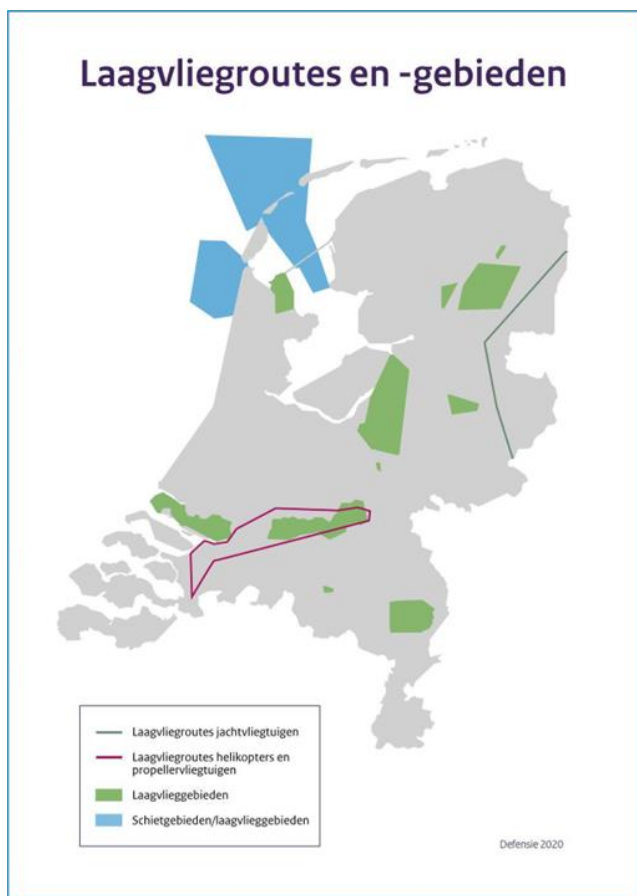 Laagvliegroutes en -gebieden
Laagvliegroutes jachtvliegtuigen
Laagvliegroutes helikopters en
propellervliegtuigen
Laagvlieggebieden
Schietgebieden/laagvlieggebieden
Defensie 2020